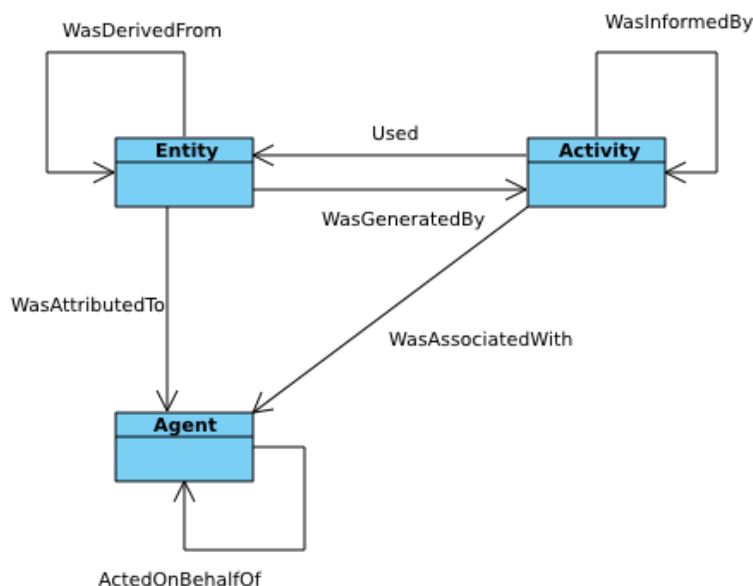 WasDerivedFrom
WasInformedBy
Entity
Used
Activity
WasGeneratedBy
WasAttributedTo
WasAssociatedWith
Agent
ActedOnBehalfOf